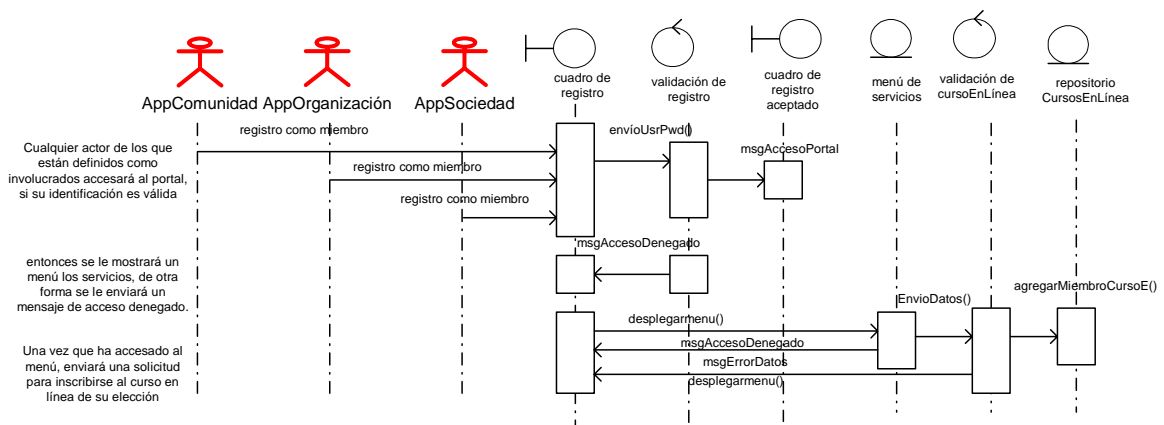 AppComunidad
AppOrganización
AppSociedad
cuadro de
registro
validación de
registro
cuadro de
registro
aceptado
menú de
servicios
validación de
cursoEnLínea
repositorio
CursosEnLínea
registro como miembro
envíoUsrPwd()
msgAccesoPortal
Cualquier actor de los que
están definidos como
involucrados accesará al portal,
si su identificación es válida
registro como miembro
registro como miembro
msgAccesoDenegado
entonces se le mostrará un
menú los servicios, de otra
forma se le enviará un
mensaje de acceso denegado.
agregarMiembroCursoE()
EnvioDatos()
desplegarmenu()
msgAccesoDenegado
msgErrorDatos
desplegarmenu()
Una vez que ha accesado al
menú, enviará una solicitud
para inscribirse al curso en
línea de su elección